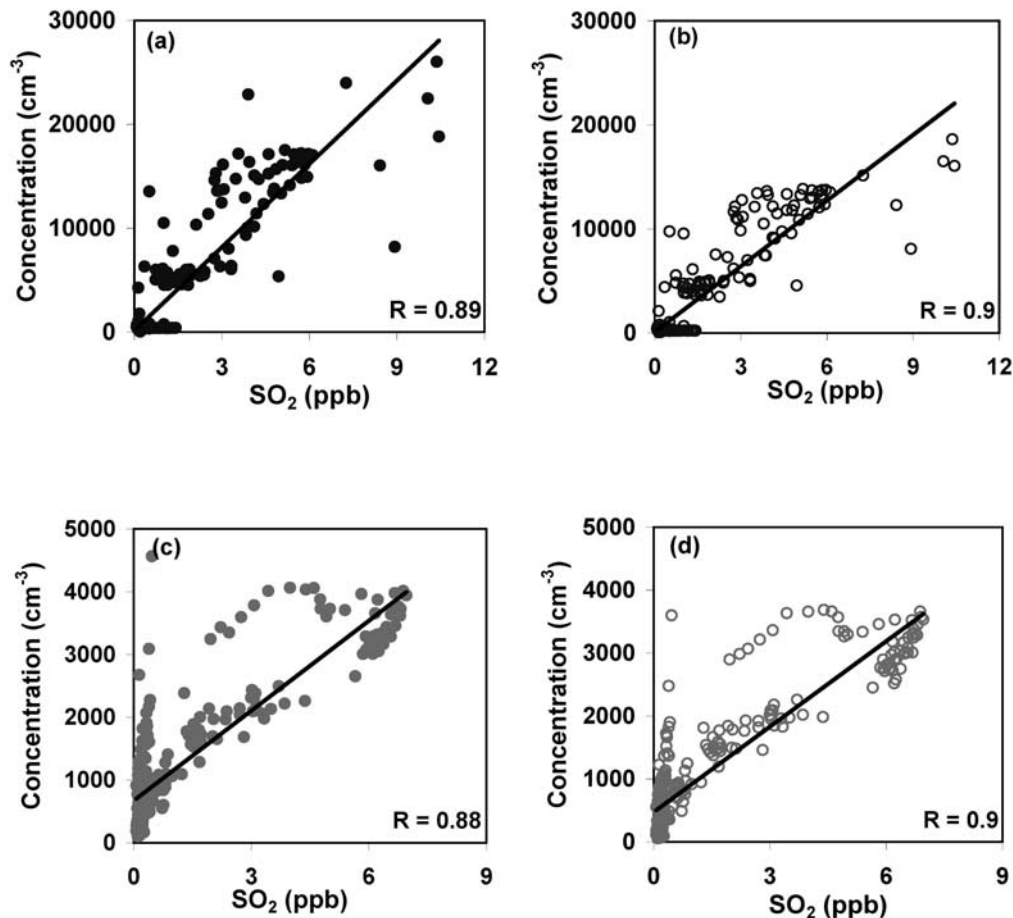 (a)
Concentration (cm⁻³)
30000
20000
10000
0
R = 0.89
0 3 6 9 12
SO₂ (ppb)
(b)
Concentration (cm⁻³)
30000
20000
10000
0
R = 0.9
0 3 6 9 12
SO₂ (ppb)
(c)
Concentration (cm⁻³)
5000
4000
3000
2000
1000
0
R = 0.88
0 3 6 9
SO₂ (ppb)
(d)
Concentration (cm⁻³)
5000
4000
3000
2000
1000
0
R = 0.9
0 3 6 9
SO₂ (ppb)